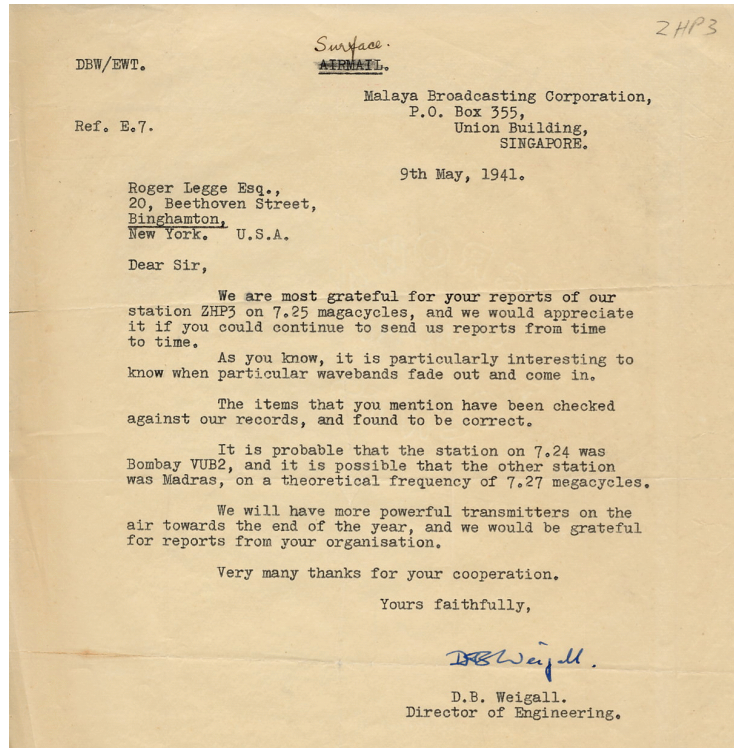 ZHP3
Surface.
DBW/EWT.
AIRMAIL.
Malaya Broadcasting Corporation,
P.O. Box 355,
Ref. E.7.
Union Building,
SINGAPORE.
9th May, 1941.
Roger Legge Esq.,
20, Beethoven Street,
Binghamton,
New York.   U.S.A.
Dear Sir,
We are most grateful for your reports of our
station ZHP3 on 7.25 magacycles, and we would appreciate
it if you could continue to send us reports from time
to time.
As you know, it is particularly interesting to
know when particular wavebands fade out and come in.
The items that you mention have been checked
against our records, and found to be correct.
It is probable that the station on 7.24 was
Bombay VUB2, and it is possible that the other station
was Madras, on a theoretical frequency of 7.27 megacycles.
We will have more powerful transmitters on the
air towards the end of the year, and we would be grateful
for reports from your organisation.
Very many thanks for your cooperation.
Yours faithfully,
DB Weigall.
D.B. Weigall.
Director of Engineering.